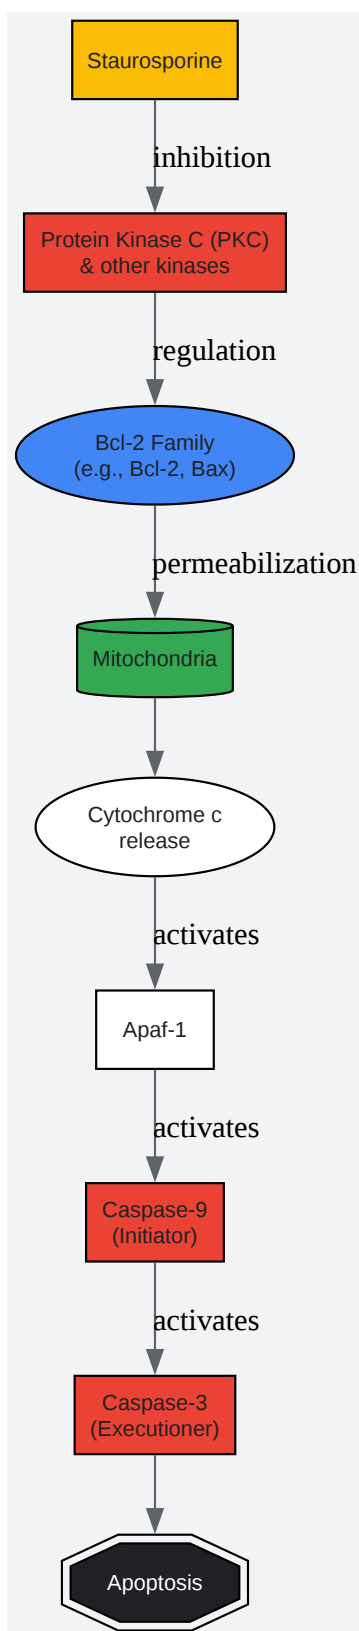 Staurosporine
inhibition
Protein Kinase C (PKC)
& other kinases
regulation
Bcl-2 Family
(e.g., Bcl-2, Bax)
permeabilization
Mitochondria
Cytochrome c
release
activates
Apaf-1
activates
Caspase-9
(Initiator)
activates
Caspase-3
(Executioner)
Apoptosis